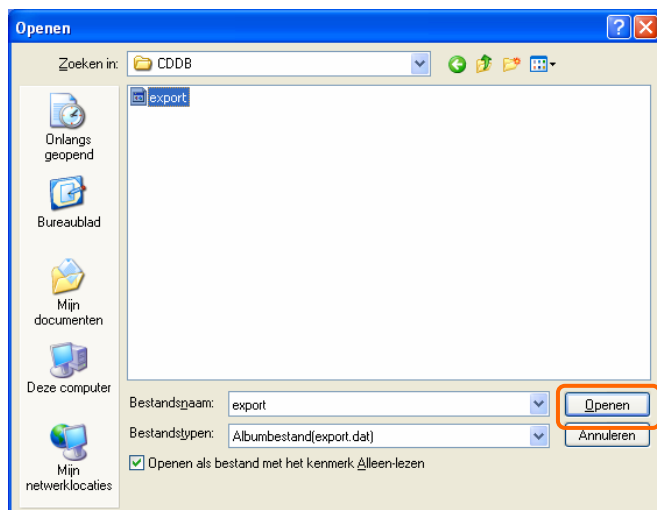 Openen
Zoeken in:
CDDB
export
Onlangs
geopend
Bureaublad
Mijn
documenten
Deze computer
Mijn
netwerklocaties
Bestandsnaam:
export
Openen
Bestandstypen:
Albumbestand(export.dat)
Annuleren
Openen als bestand met het kenmerk Alleen-lezen